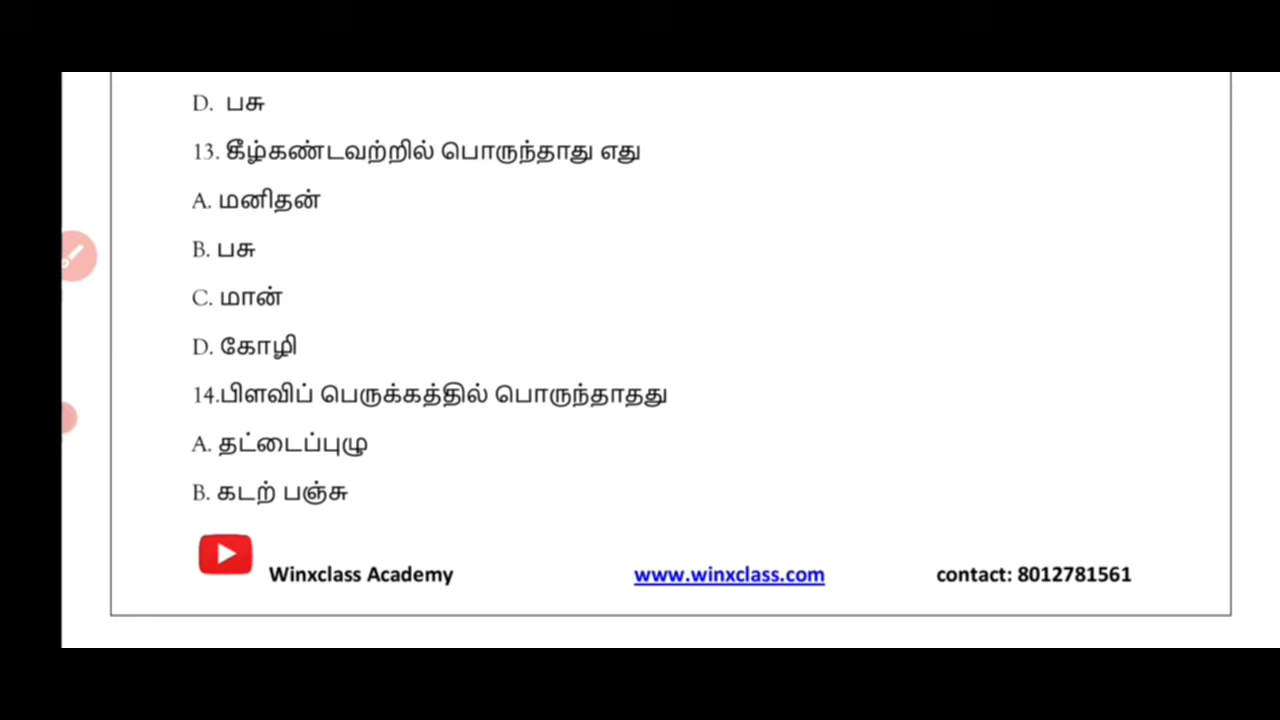 D. பசு
13. கீழ்கண்டவற்றில் பொருந்தாது எது
A. மனிதன்
B. பசு
C. மான்
D. கோழி
14.பிளவிப் பெருக்கத்தில் பொருந்தாதது
A. தட்டைப்புழு
B. கடற் பஞ்சு
Winxclass Academy www.winxclass.com contact: 8012781561